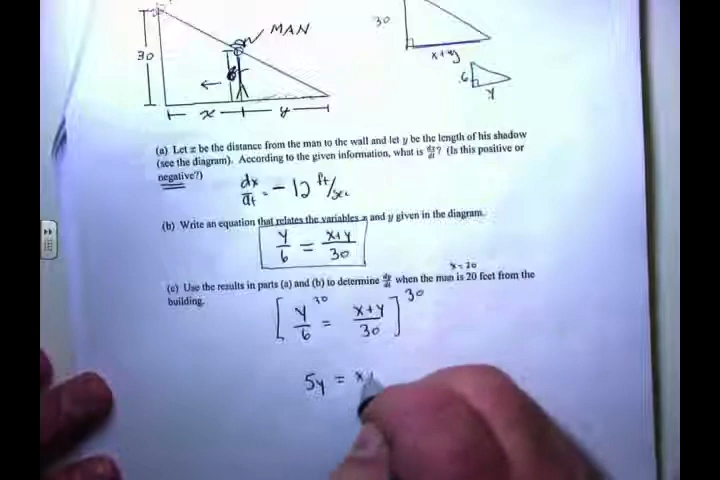 MAN
30
30
6
x+y
6
y
x
y
(a) Let x be the distance from the man to the wall and let y be the length of his shadow
(see the diagram). According to the given information, what is dx/dt? (Is this positive or
negative?)
dx/dt = -12 ft/sec
(b) Write an equation that relates the variables x and y given in the diagram.
y/6 = x+y/30
x = 20
(c) Use the results in parts (a) and (b) to determine dy/dt when the man is 20 feet from the
building.
[ y/6 30 = x+y/30 ] 30
5y = x+